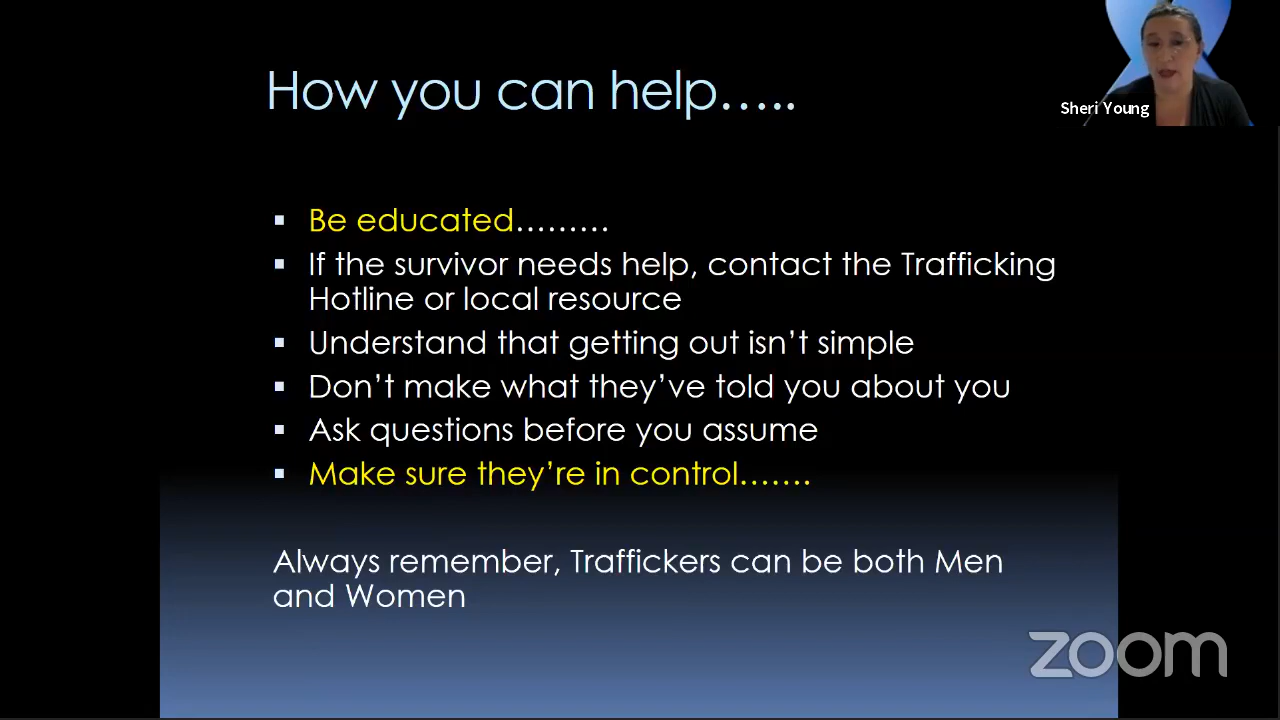 How you can help.....
Sheri Young
▪ Be educated.........
▪ If the survivor needs help, contact the Trafficking
Hotline or local resource
▪ Understand that getting out isn't simple
▪ Don't make what they've told you about you
▪ Ask questions before you assume
▪ Make sure they're in control.......
Always remember, Traffickers can be both Men
and Women
zoom